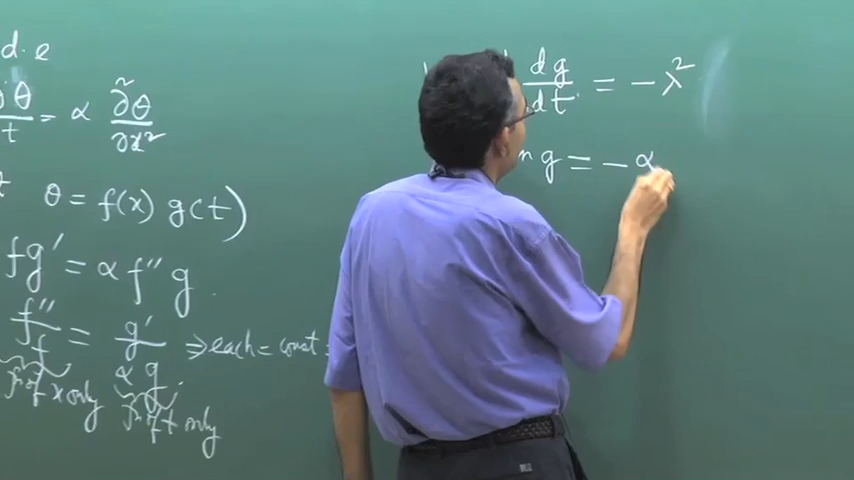 d.e
∂θ/∂t = α ∂²θ/∂x²
θ = f(x) g(t)
fg′ = α f″ g
f″/f = g′/αg ⇒ each = const =
fn of x only
fn of t only
dg/dt = −λ²
n g = − α